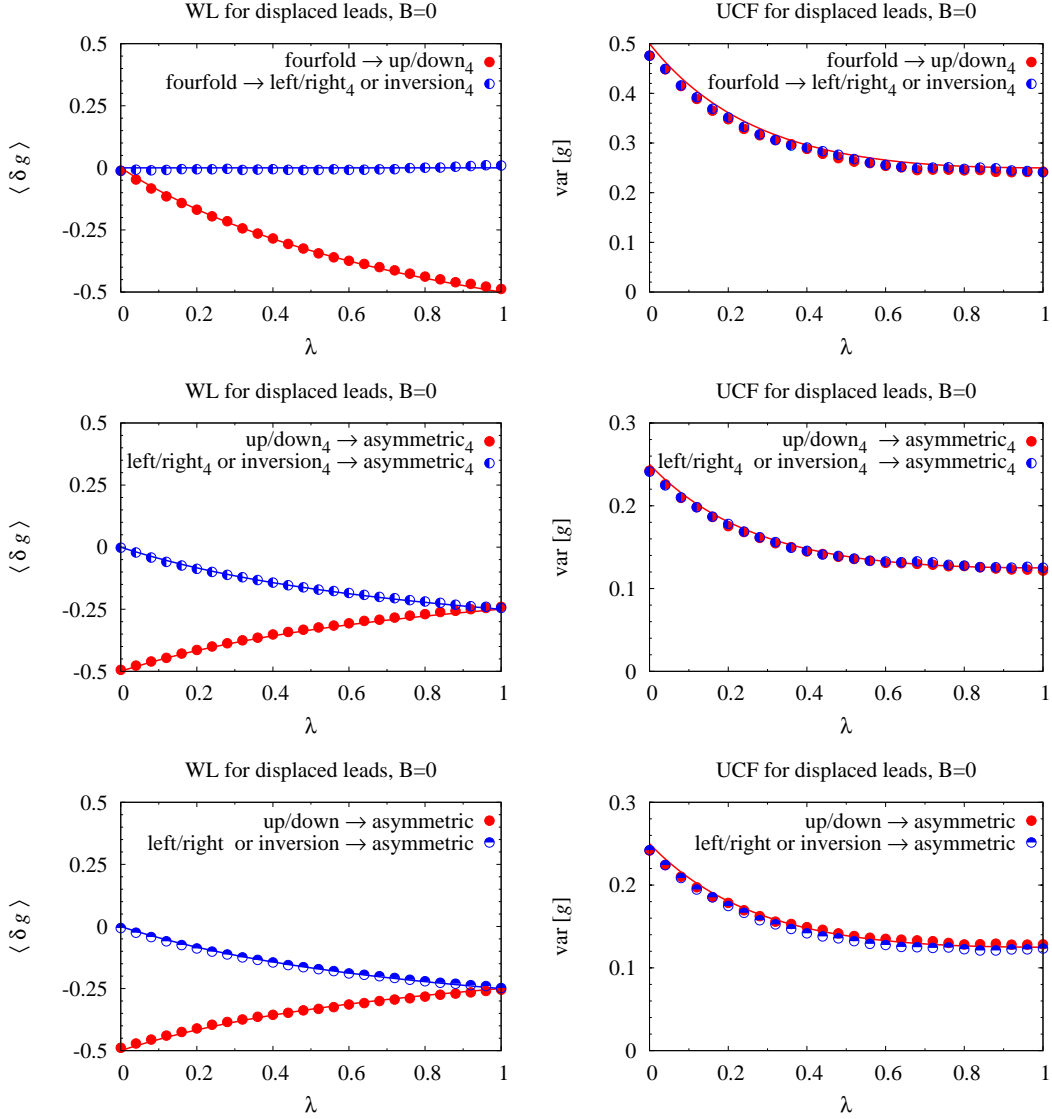 WL for displaced leads, B=0
0.5
0.25
0
-0.25
-0.5
⟨ δ g ⟩
fourfold → up/down₄
fourfold → left/right₄ or inversion₄
0 0.2 0.4 0.6 0.8 1
λ
UCF for displaced leads, B=0
0.5
0.4
0.3
0.2
0.1
0
var [g]
fourfold → up/down₄
fourfold → left/right₄ or inversion₄
0 0.2 0.4 0.6 0.8 1
λ
WL for displaced leads, B=0
0.5
0.25
0
-0.25
-0.5
⟨ δ g ⟩
up/down₄ → asymmetric₄
left/right₄ or inversion₄ → asymmetric₄
0 0.2 0.4 0.6 0.8 1
λ
UCF for displaced leads, B=0
0.3
0.2
0.1
0
var [g]
up/down₄ → asymmetric₄
left/right₄ or inversion₄ → asymmetric₄
0 0.2 0.4 0.6 0.8 1
λ
WL for displaced leads, B=0
0.5
0.25
0
-0.25
-0.5
⟨ δ g ⟩
up/down → asymmetric
left/right or inversion → asymmetric
0 0.2 0.4 0.6 0.8 1
λ
UCF for displaced leads, B=0
0.3
0.2
0.1
0
var [g]
up/down → asymmetric
left/right or inversion → asymmetric
0 0.2 0.4 0.6 0.8 1
λ